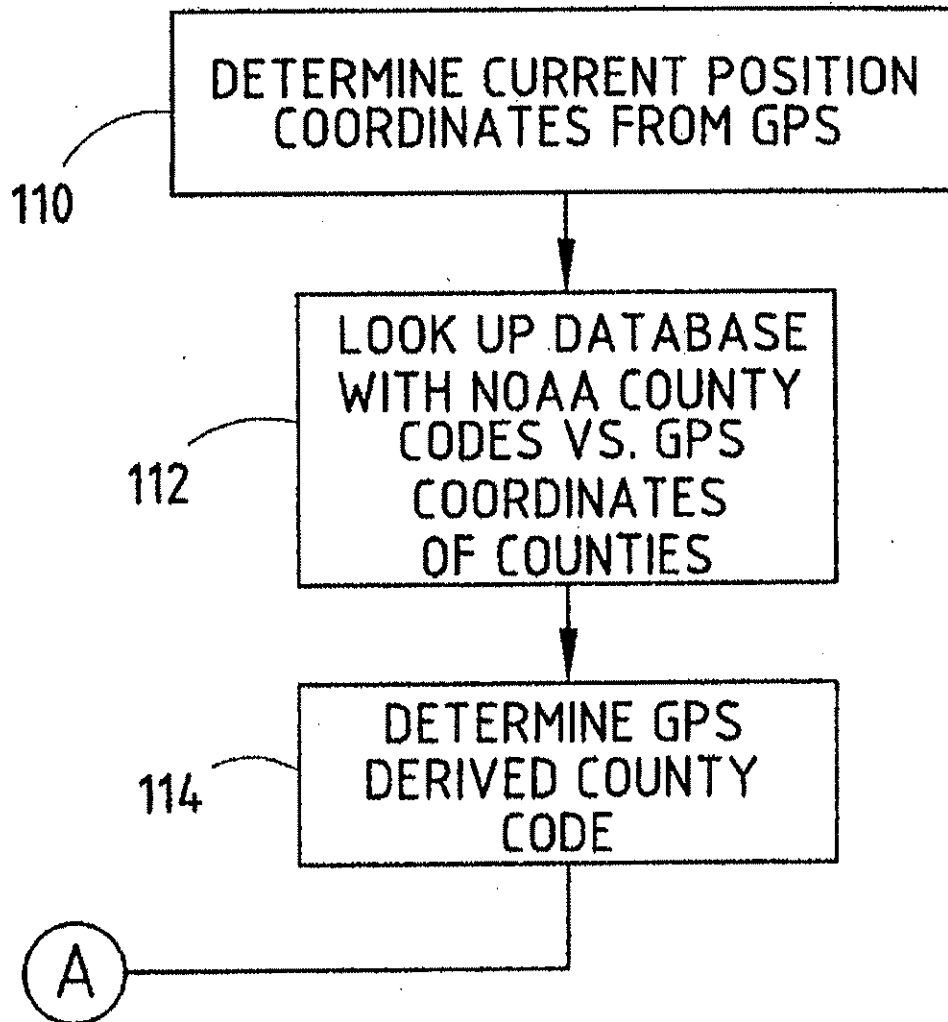 DETERMINE CURRENT POSITION
COORDINATES FROM GPS
110
LOOK UP DATABASE
WITH NOAA COUNTY
CODES VS. GPS
COORDINATES
OF COUNTIES
112
DETERMINE GPS
DERIVED COUNTY
CODE
114
A